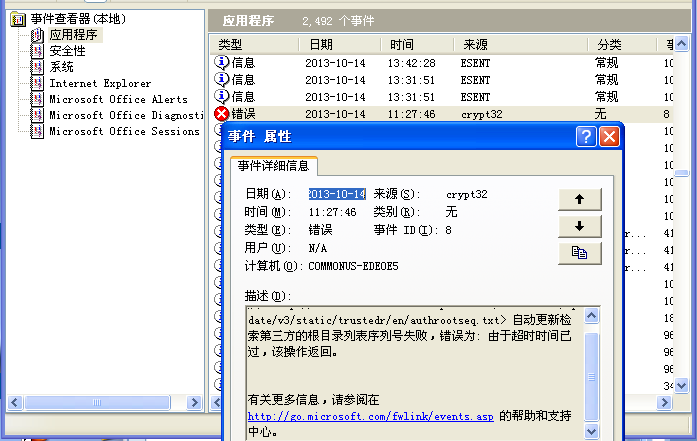 事件查看器(本地)
应用程序
安全性
系统
Internet Explorer
Microsoft Office Alerts
Microsoft Office Diagnosti
Microsoft Office Sessions
应用程序 2,492 个事件
类型 日期 时间 来源 分类
信息 2013-10-14 13:42:28 ESENT 常规 10
信息 2013-10-14 13:31:51 ESENT 常规 10
信息 2013-10-14 13:31:51 ESENT 常规 10
错误 2013-10-14 11:27:46 crypt32 无 8
事件 属性
事件详细信息
日期(A): 2013-10-14 来源(S): crypt32
时间(M): 11:27:46 类别(R): 无
类型(E): 错误 事件 ID(I): 8
用户(U): N/A
计算机(O): COMMONUS-EDEOE5
描述(D):
date/v3/static/trustedr/en/authrootseq.txt> 自动更新检
索第三方的根目录列表序列号失败，错误为: 由于超时时间已
过，该操作返回。
有关更多信息，请参阅在
http://go.microsoft.com/fwlink/events.asp 的帮助和支持
中心。